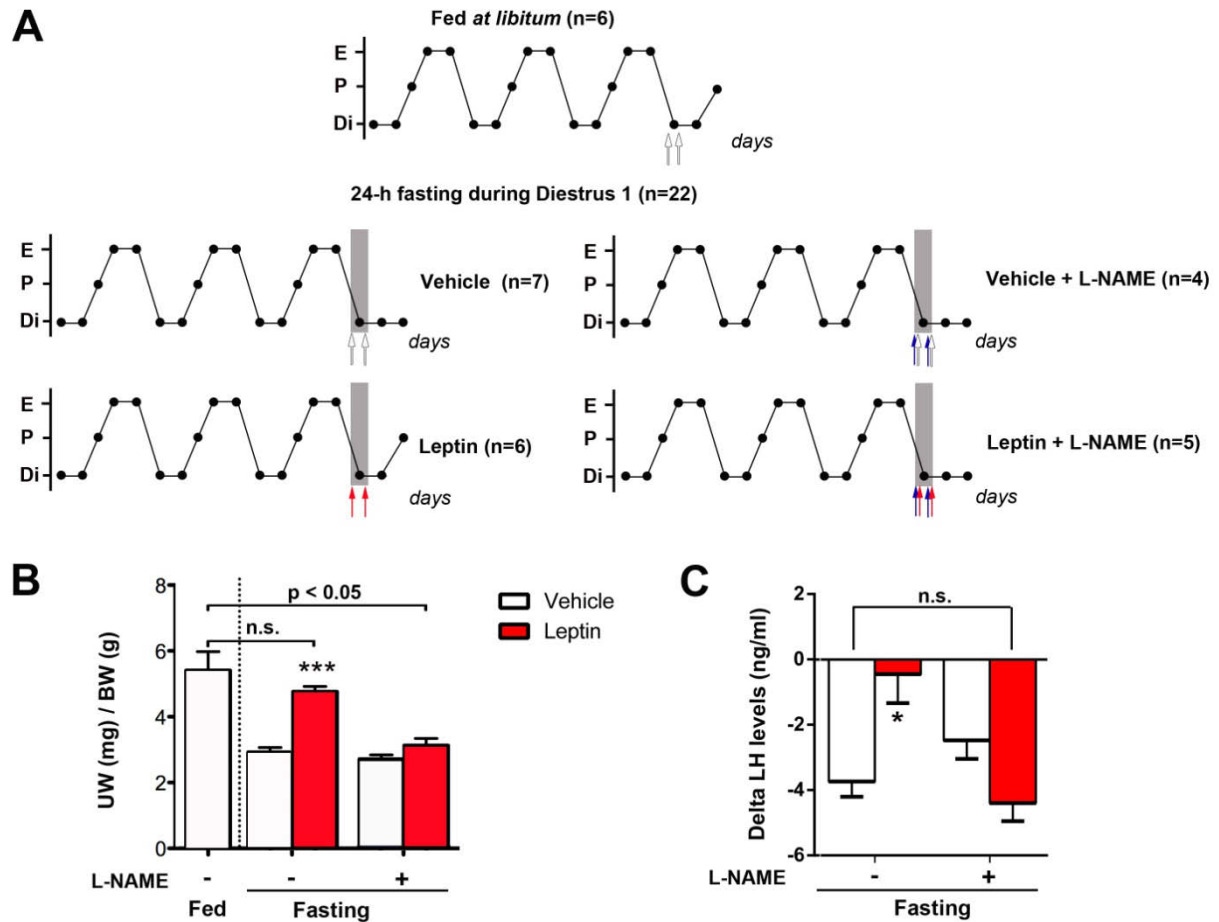 A
Fed at libitum (n=6)
E
P
Di
days
24-h fasting during Diestrus 1 (n=22)
E
P
Di
Vehicle (n=7)
days
E
P
Di
Vehicle + L-NAME (n=4)
days
E
P
Di
Leptin (n=6)
days
E
P
Di
Leptin + L-NAME (n=5)
days
B
UW (mg) / BW (g)
8
6
4
2
0
p < 0.05
n.s.
***
Vehicle
Leptin
L-NAME - - +
Fed Fasting
C
Delta LH levels (ng/ml)
2
0
-2
-4
-6
n.s.
*
L-NAME - +
Fasting